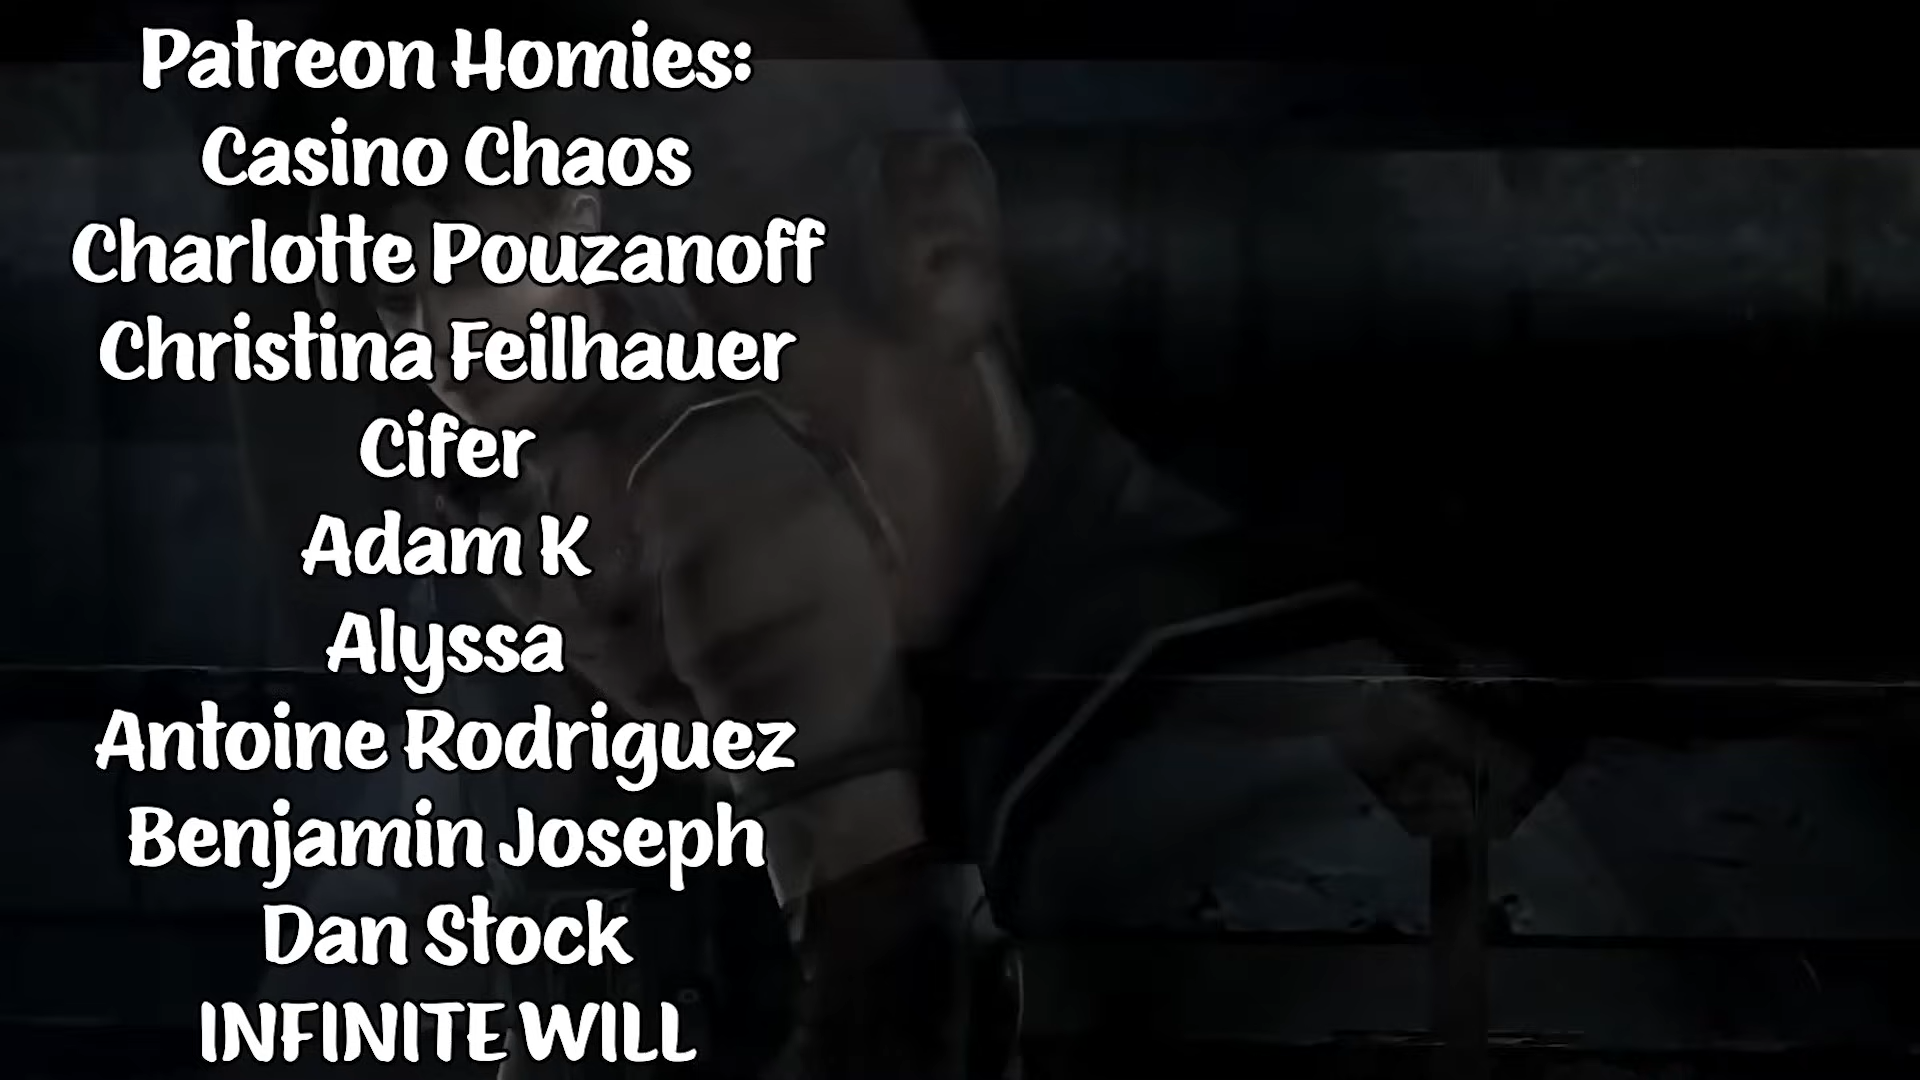 Patreon Homies:
Casino Chaos
Charlotte Pouzanoff
Christina Feilhauer
Cifer
Adam K
Alyssa
Antoine Rodriguez
Benjamin Joseph
Dan Stock
INFINITE WILL